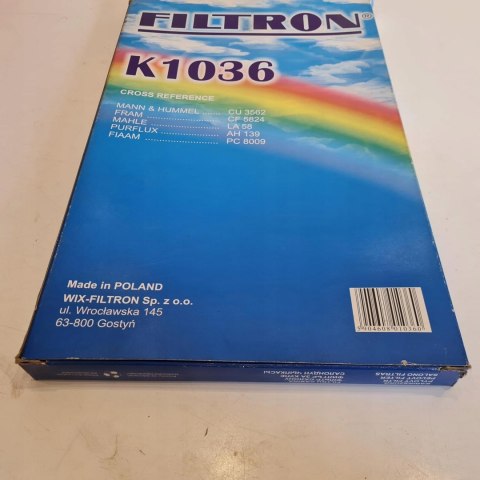 FILTRON®
K1036
CROSS REFERENCE
MANN & HUMMEL ...... CU 3562
FRAM ........................ CF 5624
MAHLE ..................... LA 58
PURFLUX ................. AH 139
FIAAM ....................... PC 8009
Made in POLAND
WIX-FILTRON Sp. z o.o.
ul. Wrocławska 145
63-800 Gostyń
5904608010360